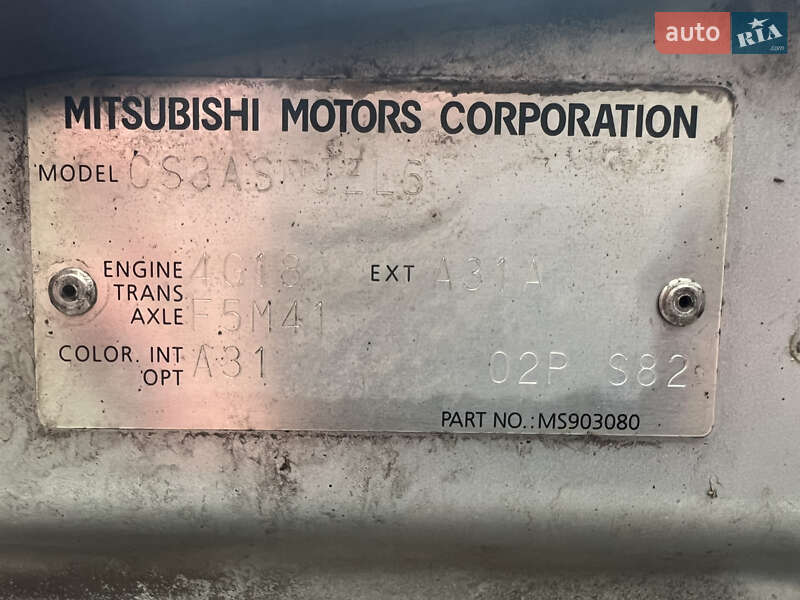 auto RIA.com
MITSUBISHI MOTORS CORPORATION
MODEL
ENGINE 4G18 EXT A31A
TRANS
AXLE F5M41
COLOR. INT A31
OPT 02P S82
PART NO.: MS903080